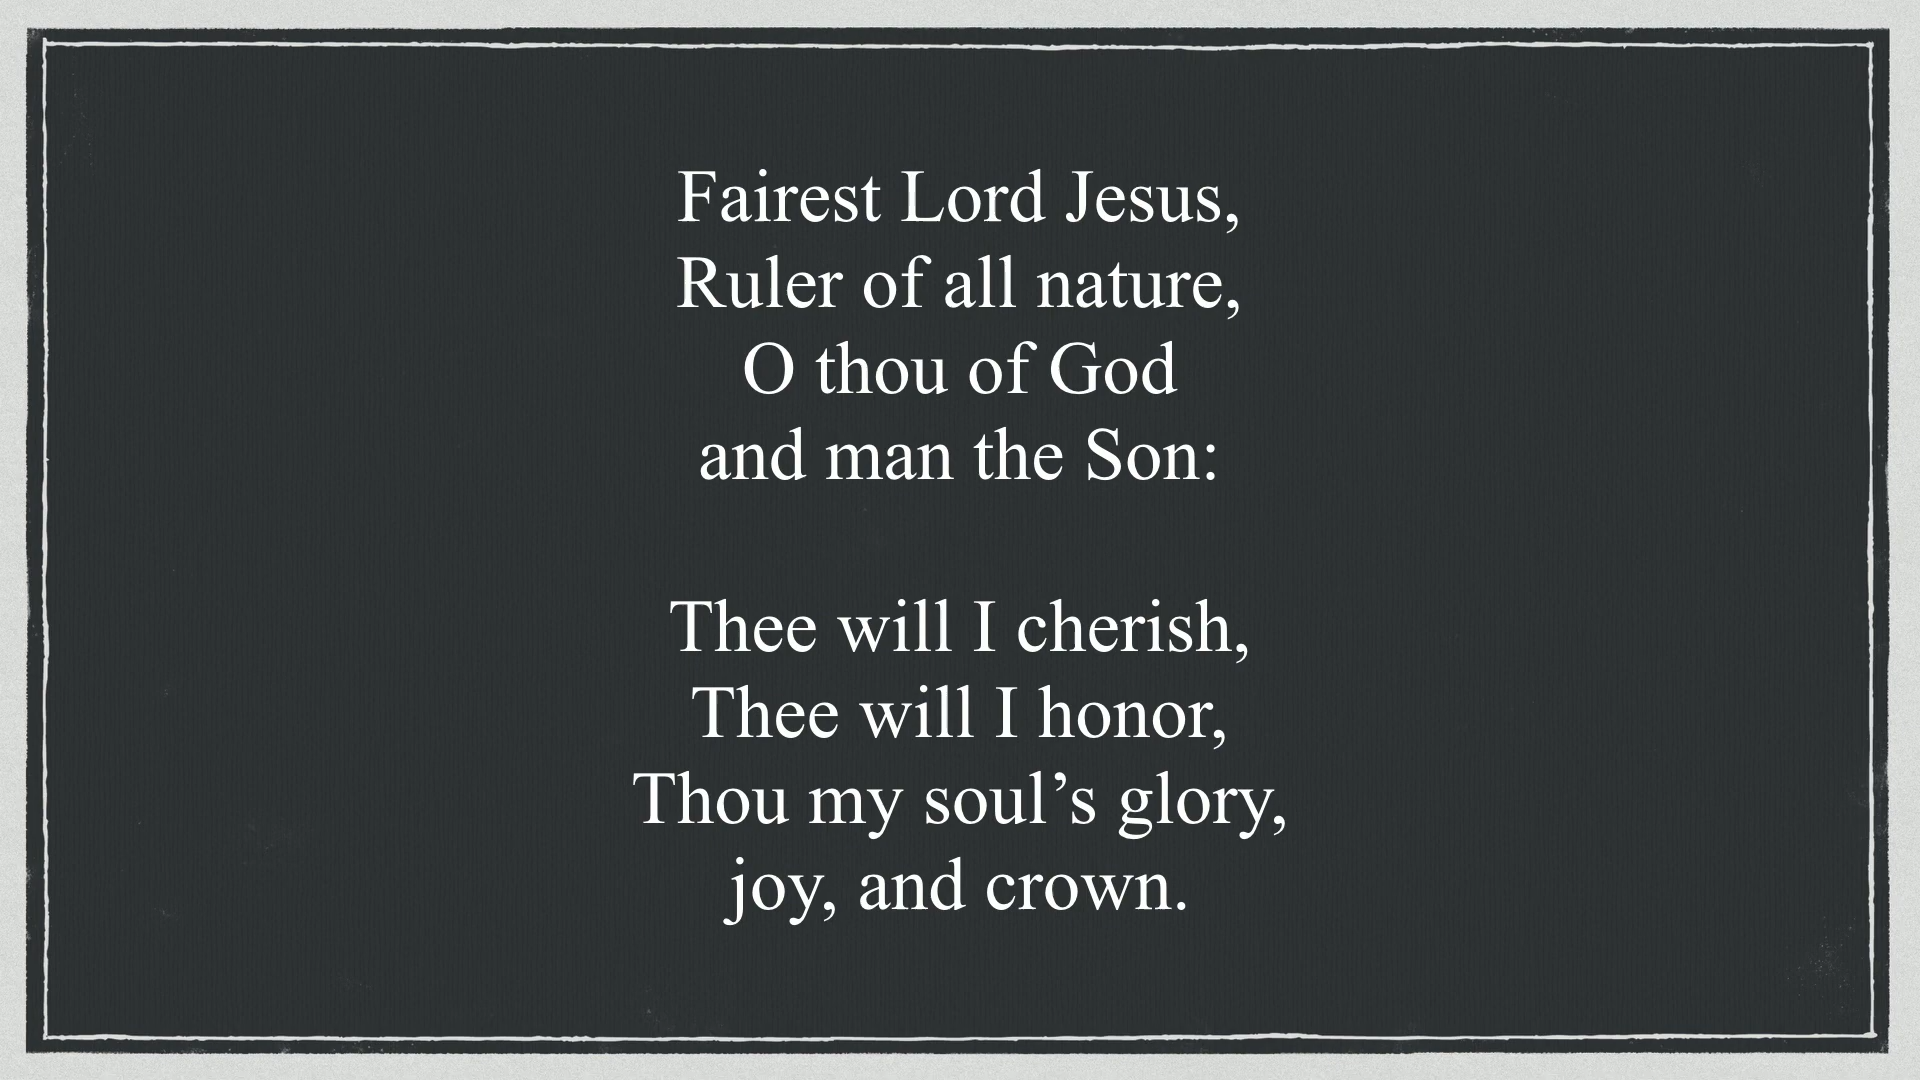 Fairest Lord Jesus,
Ruler of all nature,
O thou of God
and man the Son:
Thee will I cherish,
Thee will I honor,
Thou my soul’s glory,
joy, and crown.